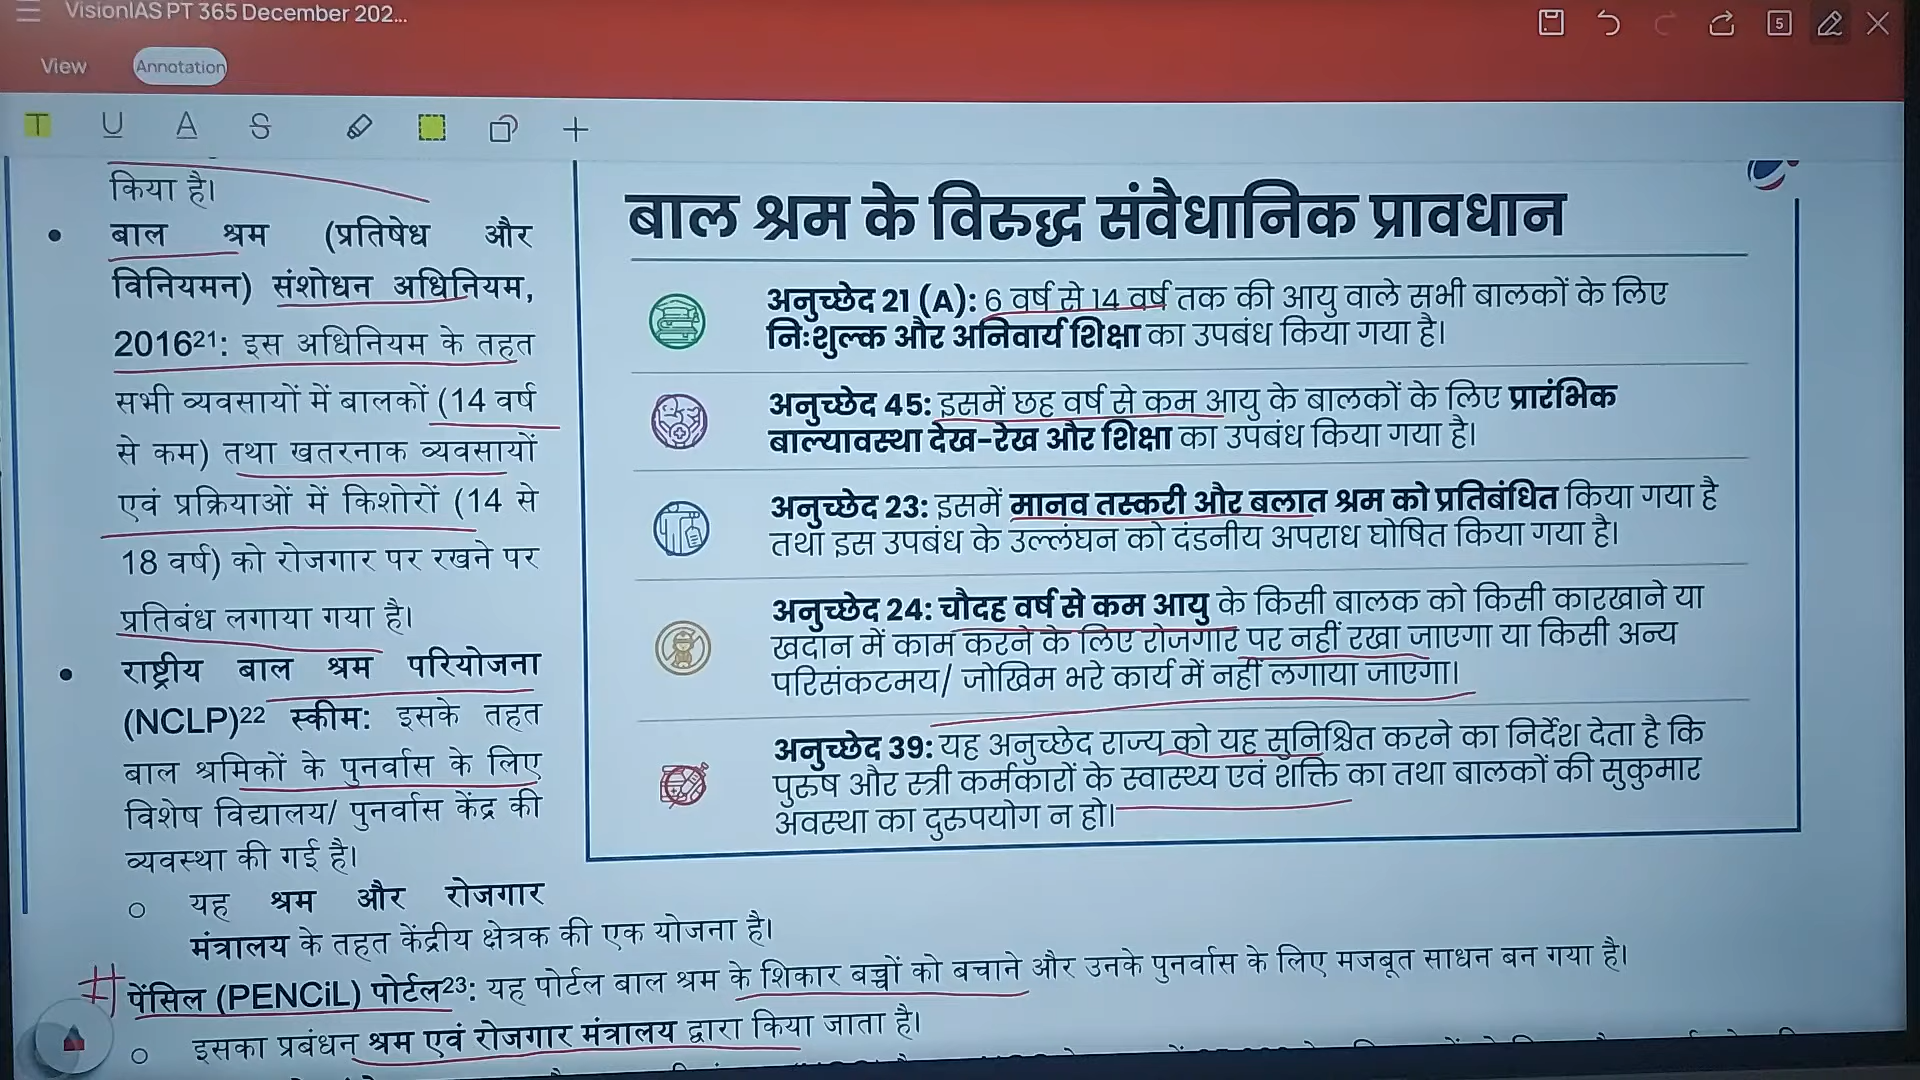 VisionIAS PT 365 December 202...
View
Annotation
5
T U A S
किया है।
• बाल श्रम (प्रतिषेध और
विनियमन) संशोधन अधिनियम,
2016²¹: इस अधिनियम के तहत
सभी व्यवसायों में बालकों (14 वर्ष
से कम) तथा खतरनाक व्यवसायों
एवं प्रक्रियाओं में किशोरों (14 से
18 वर्ष) को रोजगार पर रखने पर
प्रतिबंध लगाया गया है।
• राष्ट्रीय बाल श्रम परियोजना
(NCLP)²² स्कीम: इसके तहत
बाल श्रमिकों के पुनर्वास के लिए
विशेष विद्यालय/ पुनर्वास केंद्र की
व्यवस्था की गई है।
○ यह श्रम और रोजगार
मंत्रालय के तहत केंद्रीय क्षेत्रक की एक योजना है।
# पेंसिल (PENCiL) पोर्टल²³: यह पोर्टल बाल श्रम के शिकार बच्चों को बचाने और उनके पुनर्वास के लिए मजबूत साधन बन गया है।
○ इसका प्रबंधन श्रम एवं रोजगार मंत्रालय द्वारा किया जाता है।
बाल श्रम के विरुद्ध संवैधानिक प्रावधान
अनुच्छेद 21 (A): 6 वर्ष से 14 वर्ष तक की आयु वाले सभी बालकों के लिए
निःशुल्क और अनिवार्य शिक्षा का उपबंध किया गया है।
अनुच्छेद 45: इसमें छह वर्ष से कम आयु के बालकों के लिए प्रारंभिक
बाल्यावस्था देख-रेख और शिक्षा का उपबंध किया गया है।
अनुच्छेद 23: इसमें मानव तस्करी और बलात श्रम को प्रतिबंधित किया गया है
तथा इस उपबंध के उल्लंघन को दंडनीय अपराध घोषित किया गया है।
अनुच्छेद 24: चौदह वर्ष से कम आयु के किसी बालक को किसी कारखाने या
खदान में काम करने के लिए रोजगार पर नहीं रखा जाएगा या किसी अन्य
परिसंकटमय/ जोखिम भरे कार्य में नहीं लगाया जाएगा।
अनुच्छेद 39: यह अनुच्छेद राज्य को यह सुनिश्चित करने का निर्देश देता है कि
पुरुष और स्त्री कर्मकारों के स्वास्थ्य एवं शक्ति का तथा बालकों की सुकुमार
अवस्था का दुरुपयोग न हो।